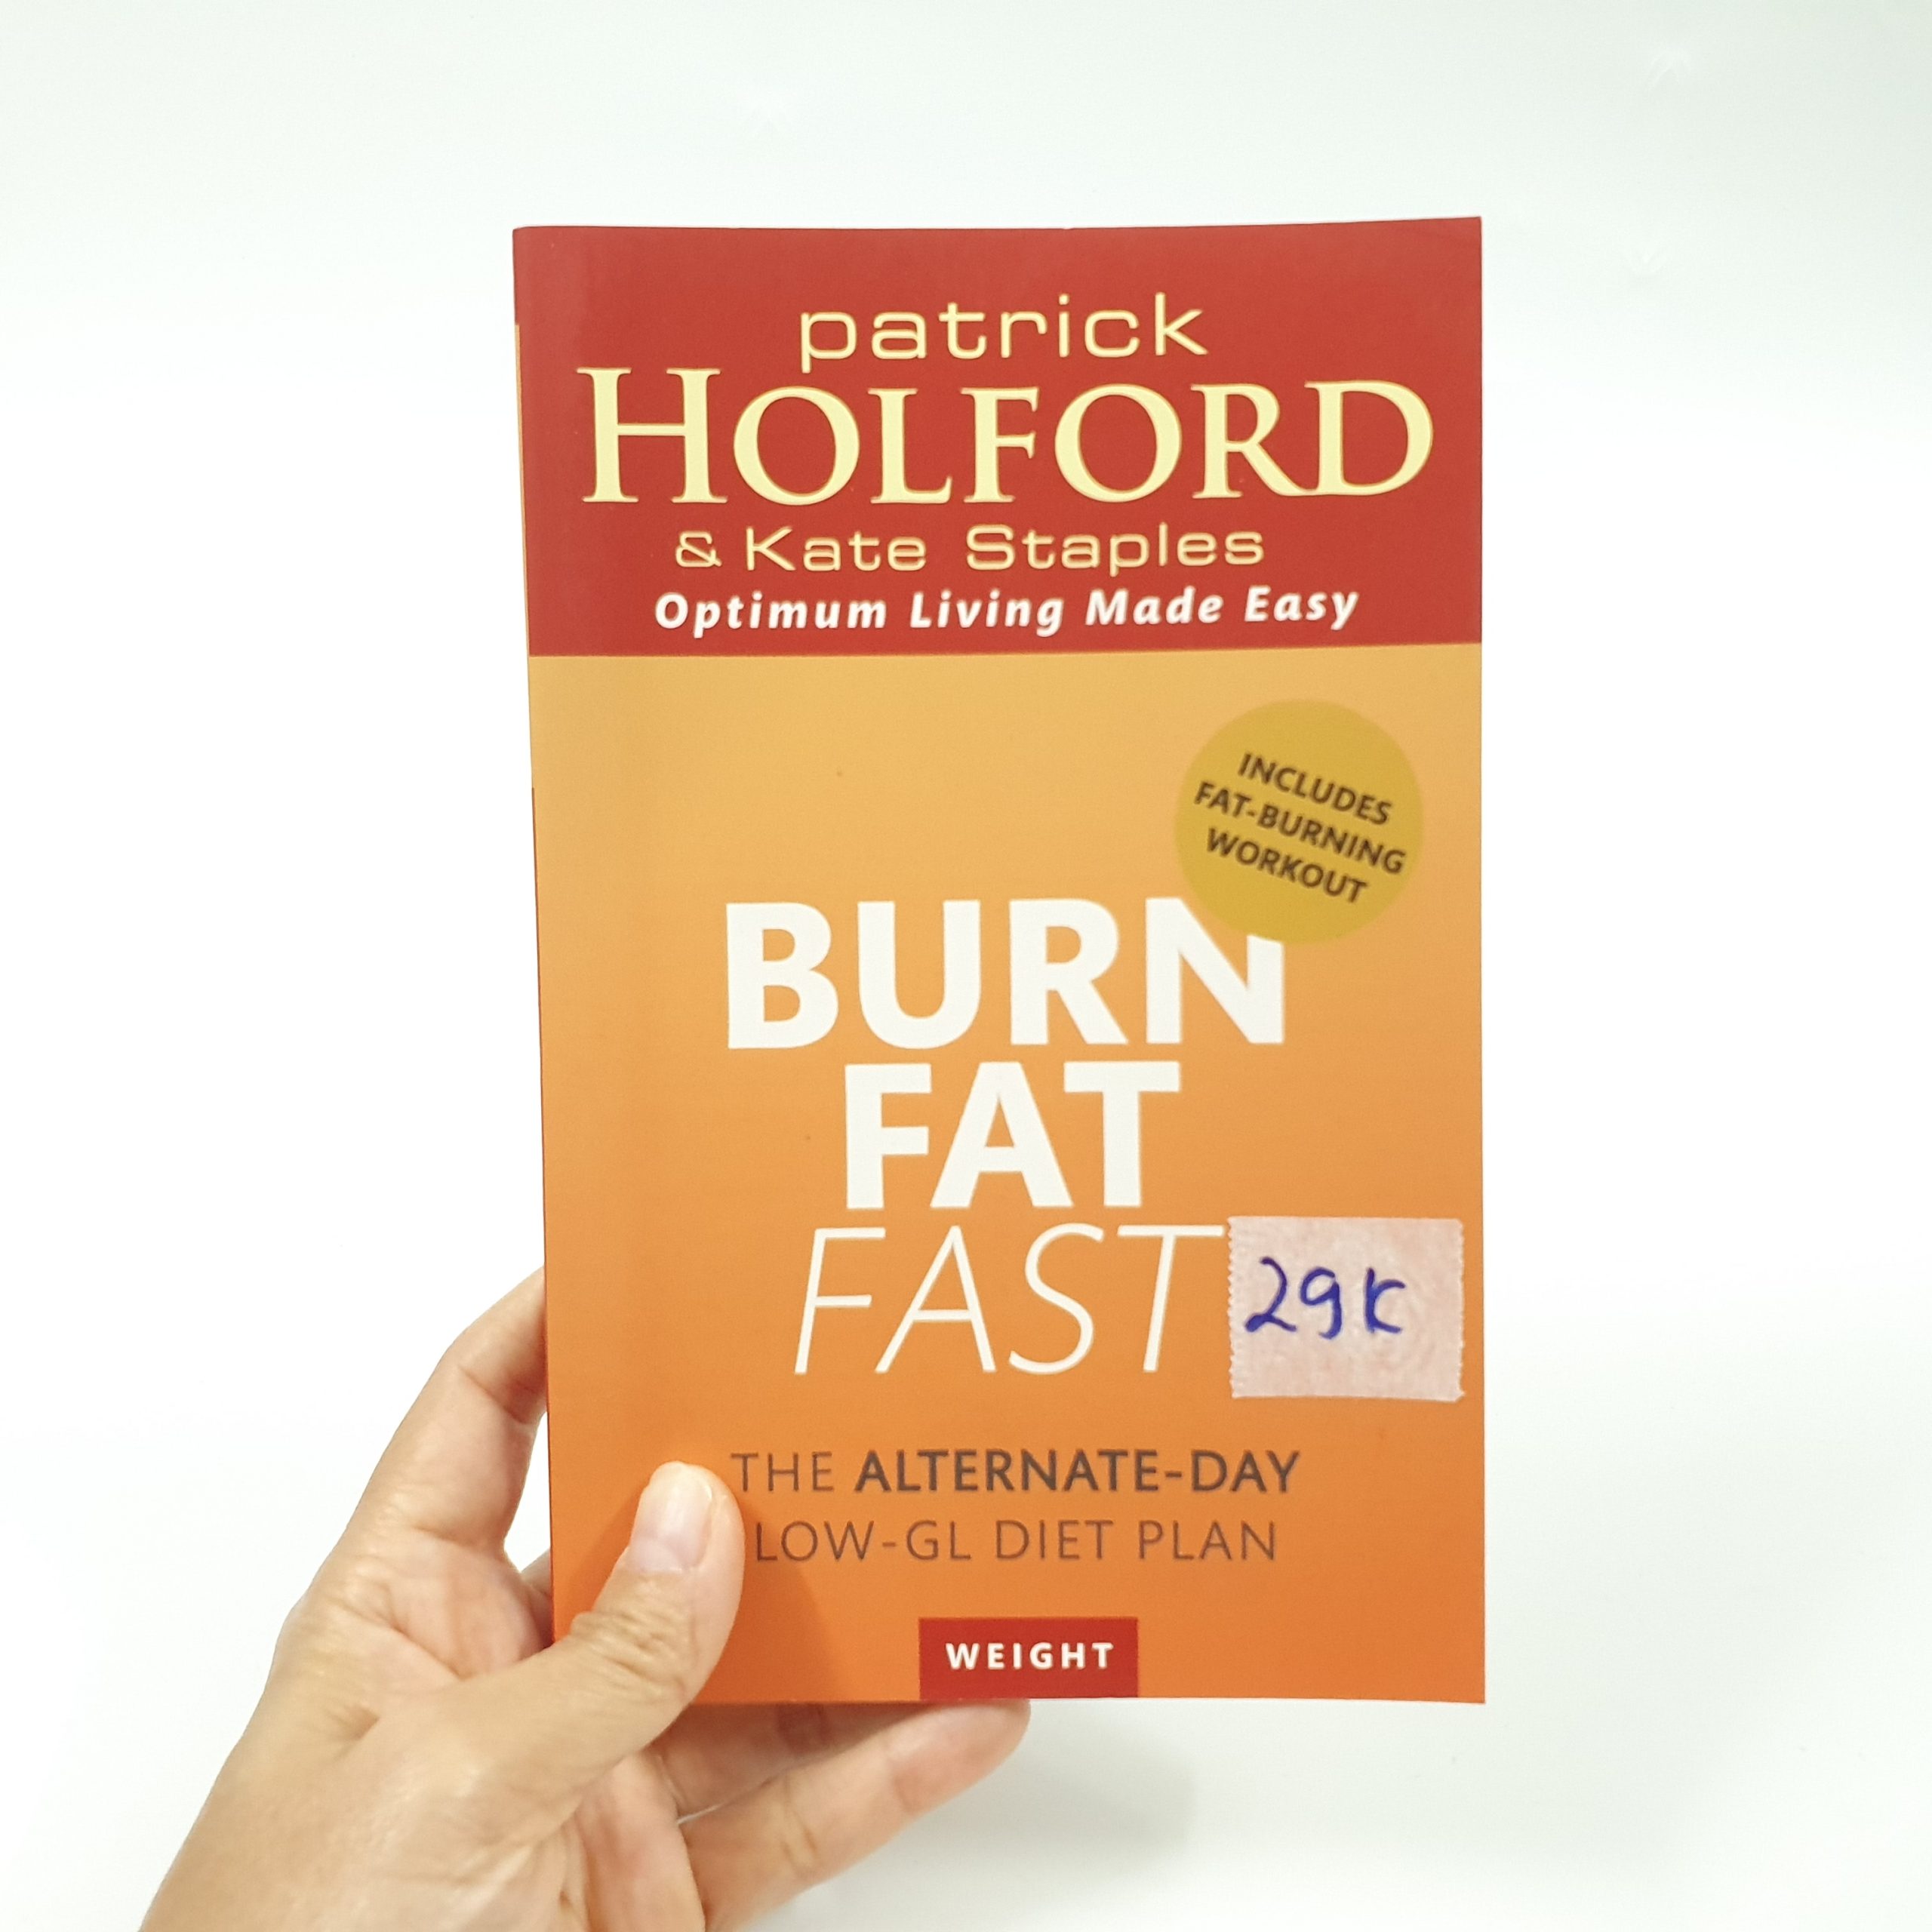 patrick
HOLFORD
& Kate Staples
Optimum Living Made Easy
INCLUDES
FAT-BURNING
WORKOUT
BURN
FAT
FAST
29K
THE ALTERNATE-DAY
LOW-GL DIET PLAN
WEIGHT